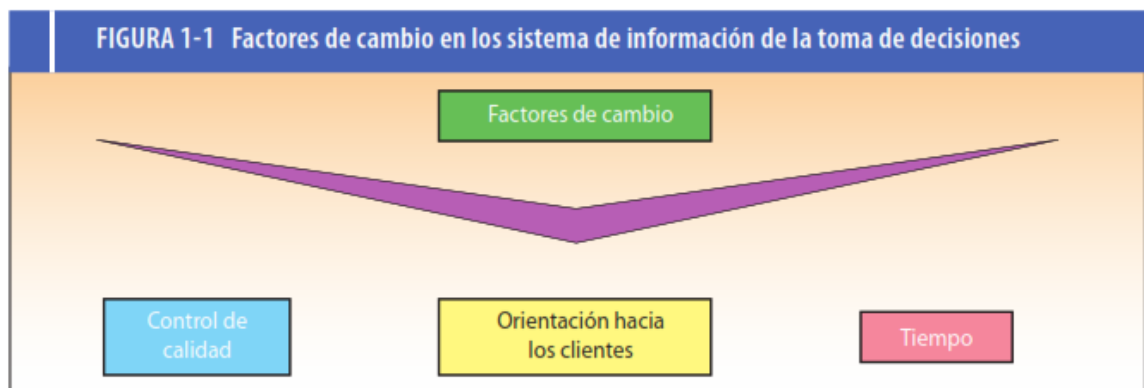 FIGURA 1-1 Factores de cambio en los sistema de información de la toma de decisiones
Factores de cambio
Control de
calidad
Orientación hacia
los clientes
Tiempo